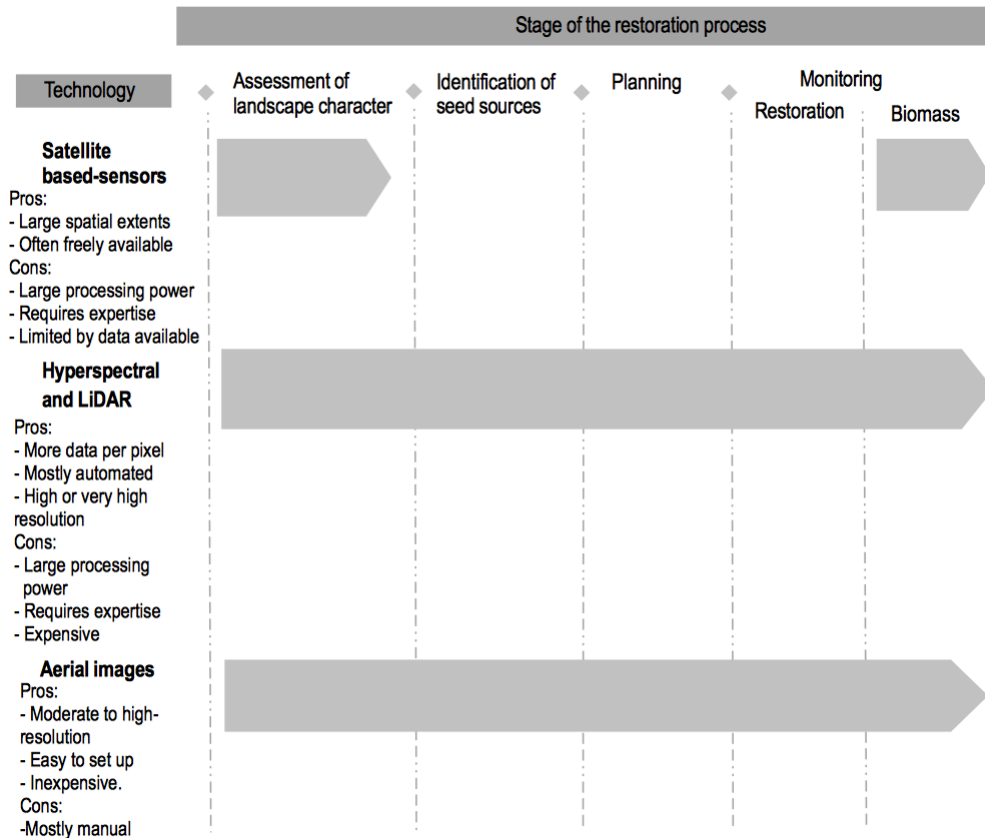 Stage of the restoration process
Technology
Assessment of
landscape character
Identification of
seed sources
Planning
Monitoring
Restoration
Biomass
Satellite
based-sensors
Pros:
- Large spatial extents
- Often freely available
Cons:
- Large processing power
- Requires expertise
- Limited by data available
Hyperspectral
and LiDAR
Pros:
- More data per pixel
- Mostly automated
- High or very high
resolution
Cons:
- Large processing
power
- Requires expertise
- Expensive
Aerial images
Pros:
- Moderate to high-
resolution
- Easy to set up
- Inexpensive.
Cons:
-Mostly manual